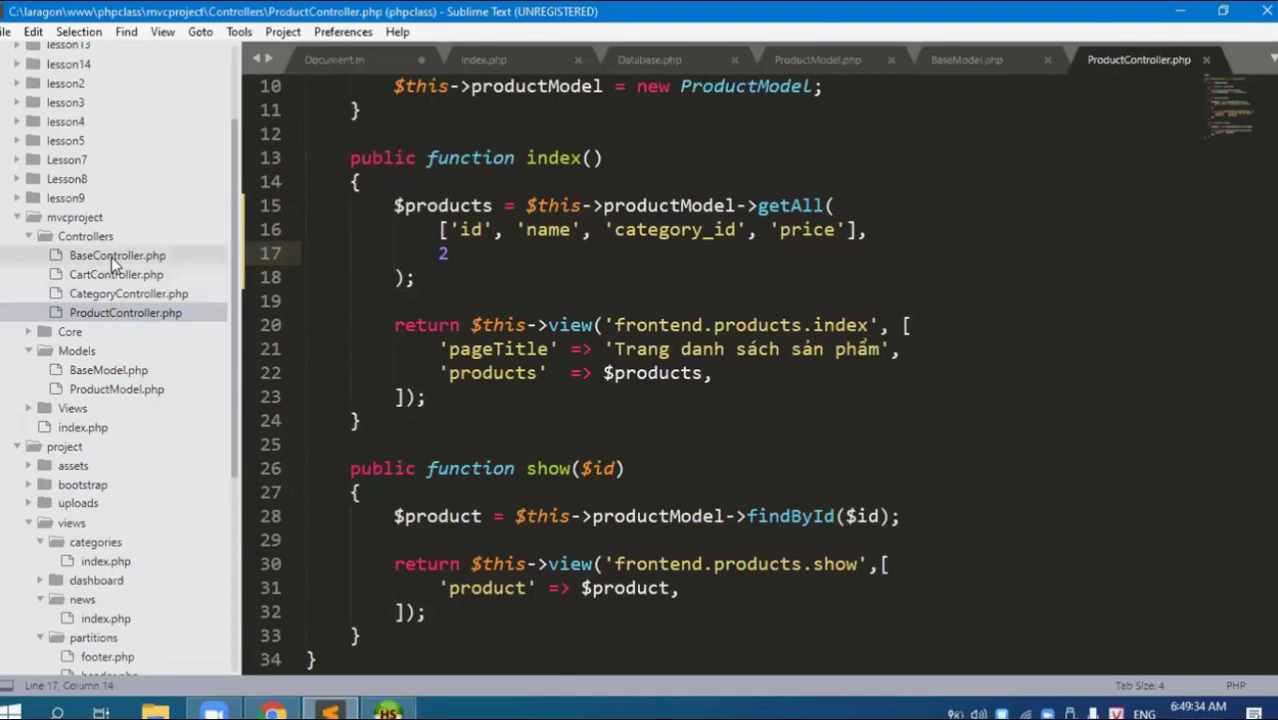 C:\laragon\www\phpclass\mvcproject\Controllers\ProductController.php (phpclass) - Sublime Text (UNREGISTERED)
ile Edit Selection Find View Goto Tools Project Preferences Help
lesson13
lesson14
lesson2
lesson3
lesson4
lesson5
Lesson7
Lesson8
lesson9
mvcproject
Controllers
BaseController.php
CartController.php
CategoryController.php
ProductController.php
Core
Models
BaseModel.php
ProductModel.php
Views
index.php
project
assets
bootstrap
uploads
views
categories
index.php
dashboard
news
index.php
partitions
footer.php
Document.m index.php Database.php ProductModel.php BaseModel.php ProductController.php
10 $this->productModel = new ProductModel;
11 }
12
13 public function index()
14 {
15 $products = $this->productModel->getAll(
16 ['id', 'name', 'category_id', 'price'],
17 2
18 );
19
20 return $this->view('frontend.products.index', [
21 'pageTitle' => 'Trang danh sách sản phẩm',
22 'products' => $products,
23 ]);
24 }
25
26 public function show($id)
27 {
28 $product = $this->productModel->findById($id);
29
30 return $this->view('frontend.products.show',[
31 'product' => $product,
32 ]);
33 }
34 }
Line 17, Column 14 Tab Size: 4 PHP
HS V ENG 6:49:34 AM